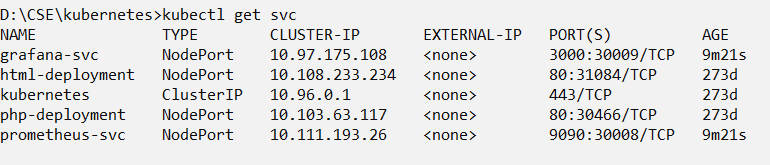 D:\CSE\kubernetes>kubectl get svc
NAME TYPE CLUSTER-IP EXTERNAL-IP PORT(S) AGE
grafana-svc NodePort 10.97.175.108 <none> 3000:30009/TCP 9m21s
html-deployment NodePort 10.108.233.234 <none> 80:31084/TCP 273d
kubernetes ClusterIP 10.96.0.1 <none> 443/TCP 273d
php-deployment NodePort 10.103.63.117 <none> 80:30466/TCP 273d
prometheus-svc NodePort 10.111.193.26 <none> 9090:30008/TCP 9m21s